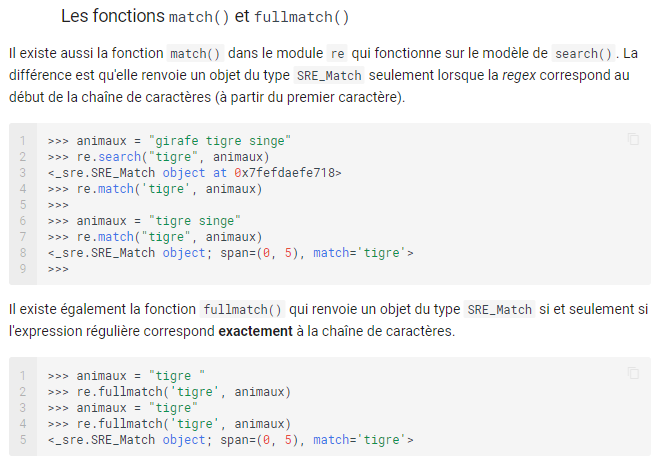 Les fonctions match() et fullmatch()
Il existe aussi la fonction match() dans le module re qui fonctionne sur le modèle de search(). La
différence est qu'elle renvoie un objet du type SRE_Match seulement lorsque la regex correspond au
début de la chaîne de caractères (à partir du premier caractère).
1 >>> animaux = "girafe tigre singe"
2 >>> re.search("tigre", animaux)
3 <_sre.SRE_Match object at 0x7fefdaefe718>
4 >>> re.match('tigre', animaux)
5 >>>
6 >>> animaux = "tigre singe"
7 >>> re.match("tigre", animaux)
8 <_sre.SRE_Match object; span=(0, 5), match='tigre'>
9 >>>
Il existe également la fonction fullmatch() qui renvoie un objet du type SRE_Match si et seulement si
l'expression régulière correspond exactement à la chaîne de caractères.
1 >>> animaux = "tigre "
2 >>> re.fullmatch('tigre', animaux)
3 >>> animaux = "tigre"
4 >>> re.fullmatch('tigre', animaux)
5 <_sre.SRE_Match object; span=(0, 5), match='tigre'>